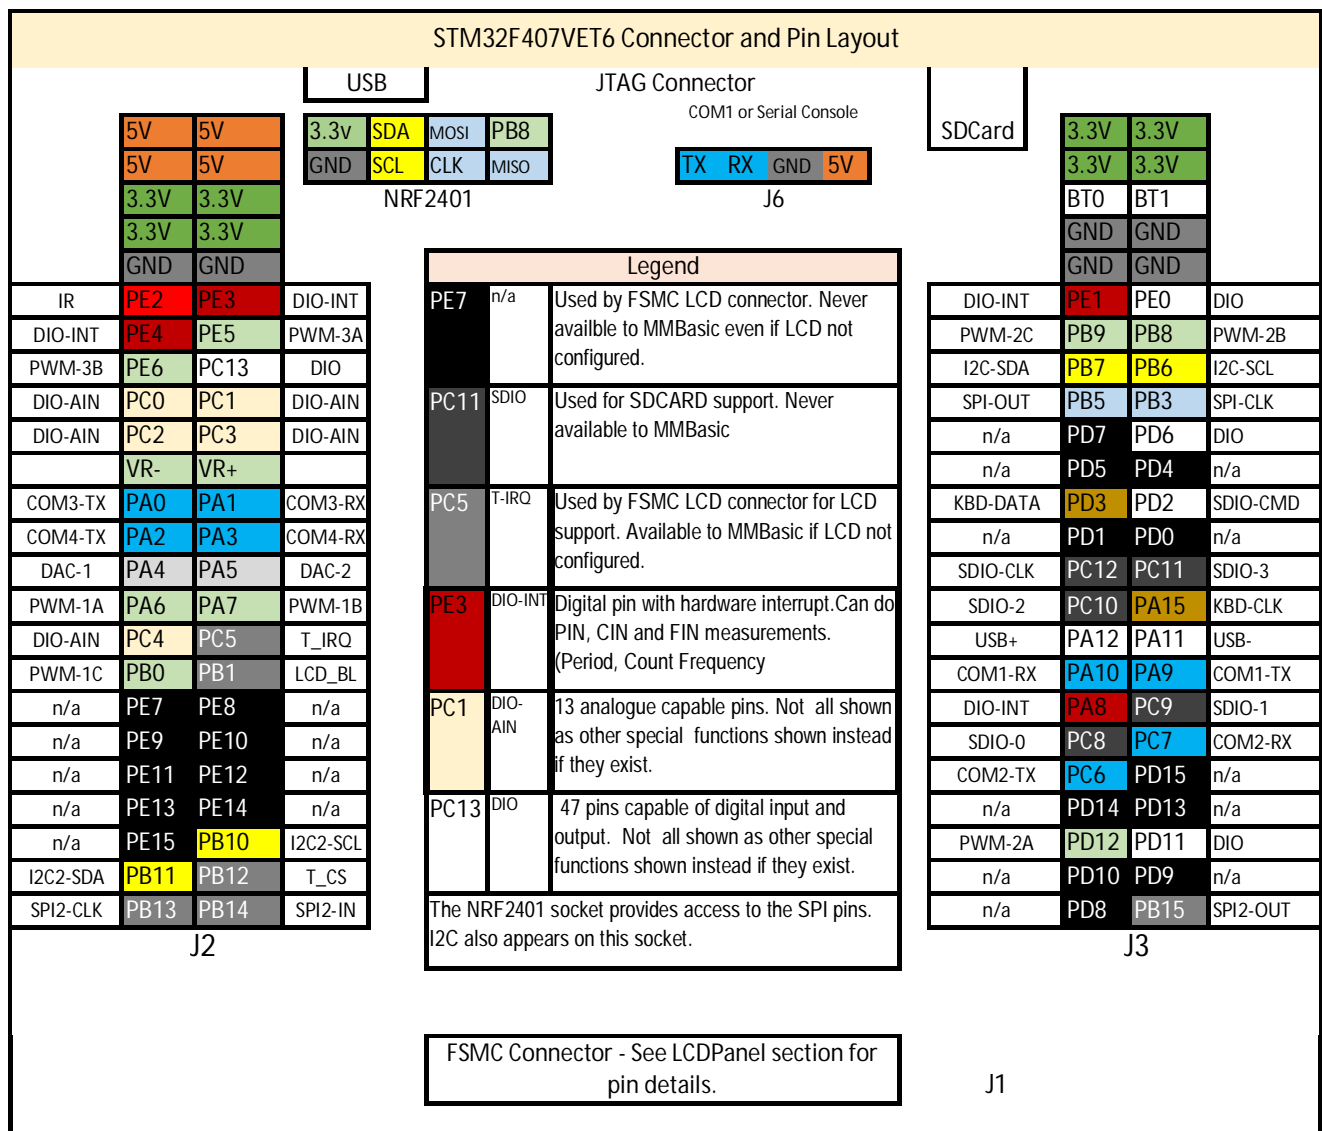 STM32F407VET6 Connector and Pin Layout
USB JTAG Connector
COM1 or Serial Console
SDCard
5V 5V 3.3v SDA MOSI PB8 3.3V 3.3V
5V 5V GND SCL CLK MISO TX RX GND 5V 3.3V 3.3V
3.3V 3.3V NRF2401 J6 BT0 BT1
3.3V 3.3V GND GND
GND GND GND GND
IR PE2 PE3 DIO-INT
DIO-INT PE4 PE5 PWM-3A
PWM-3B PE6 PC13 DIO
DIO-AIN PC0 PC1 DIO-AIN
DIO-AIN PC2 PC3 DIO-AIN
VR- VR+
COM3-TX PA0 PA1 COM3-RX
COM4-TX PA2 PA3 COM4-RX
DAC-1 PA4 PA5 DAC-2
PWM-1A PA6 PA7 PWM-1B
DIO-AIN PC4 PC5 T_IRQ
PWM-1C PB0 PB1 LCD_BL
n/a PE7 PE8 n/a
n/a PE9 PE10 n/a
n/a PE11 PE12 n/a
n/a PE13 PE14 n/a
n/a PE15 PB10 I2C2-SCL
I2C2-SDA PB11 PB12 T_CS
SPI2-CLK PB13 PB14 SPI2-IN
J2
Legend
PE7 n/a Used by FSMC LCD connector. Never
availble to MMBasic even if LCD not
configured.
PC11 SDIO Used for SDCARD support. Never
available to MMBasic
PC5 T-IRQ Used by FSMC LCD connector for LCD
support. Available to MMBasic if LCD not
configured.
PE3 DIO-INT Digital pin with hardware interrupt.Can do
PIN, CIN and FIN measurements.
(Period, Count Frequency
PC1 DIO- 13 analogue capable pins. Not all shown
AIN as other special functions shown instead
if they exist.
PC13 DIO 47 pins capable of digital input and
output. Not all shown as other special
functions shown instead if they exist.
The NRF2401 socket provides access to the SPI pins.
I2C also appears on this socket.
DIO-INT PE1 PE0 DIO
PWM-2C PB9 PB8 PWM-2B
I2C-SDA PB7 PB6 I2C-SCL
SPI-OUT PB5 PB3 SPI-CLK
n/a PD7 PD6 DIO
n/a PD5 PD4 n/a
KBD-DATA PD3 PD2 SDIO-CMD
n/a PD1 PD0 n/a
SDIO-CLK PC12 PC11 SDIO-3
SDIO-2 PC10 PA15 KBD-CLK
USB+ PA12 PA11 USB-
COM1-RX PA10 PA9 COM1-TX
DIO-INT PA8 PC9 SDIO-1
SDIO-0 PC8 PC7 COM2-RX
COM2-TX PC6 PD15 n/a
n/a PD14 PD13 n/a
PWM-2A PD12 PD11 DIO
n/a PD10 PD9 n/a
n/a PD8 PB15 SPI2-OUT
J3
FSMC Connector - See LCDPanel section for
pin details.
J1